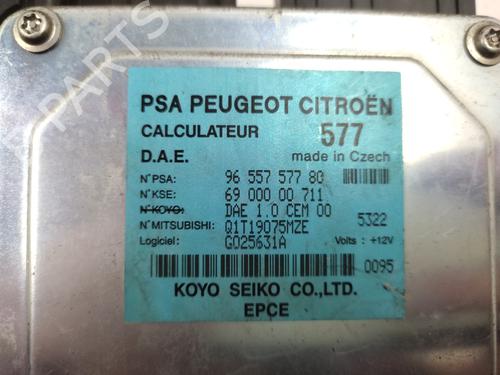 PSA PEUGEOT CITROËN
CALCULATEUR 577
D.A.E. made in Czech
N°PSA: 96 557 577 80
N°KSE: 69 000 00 711
N°KOYO: DAE 1.0 CEM 00
N°MITSUBISHI: Q1T19075MZE 5322
Logiciel: G025631A Volts : +12V
0095
KOYO SEIKO CO.,LTD.
EPCE